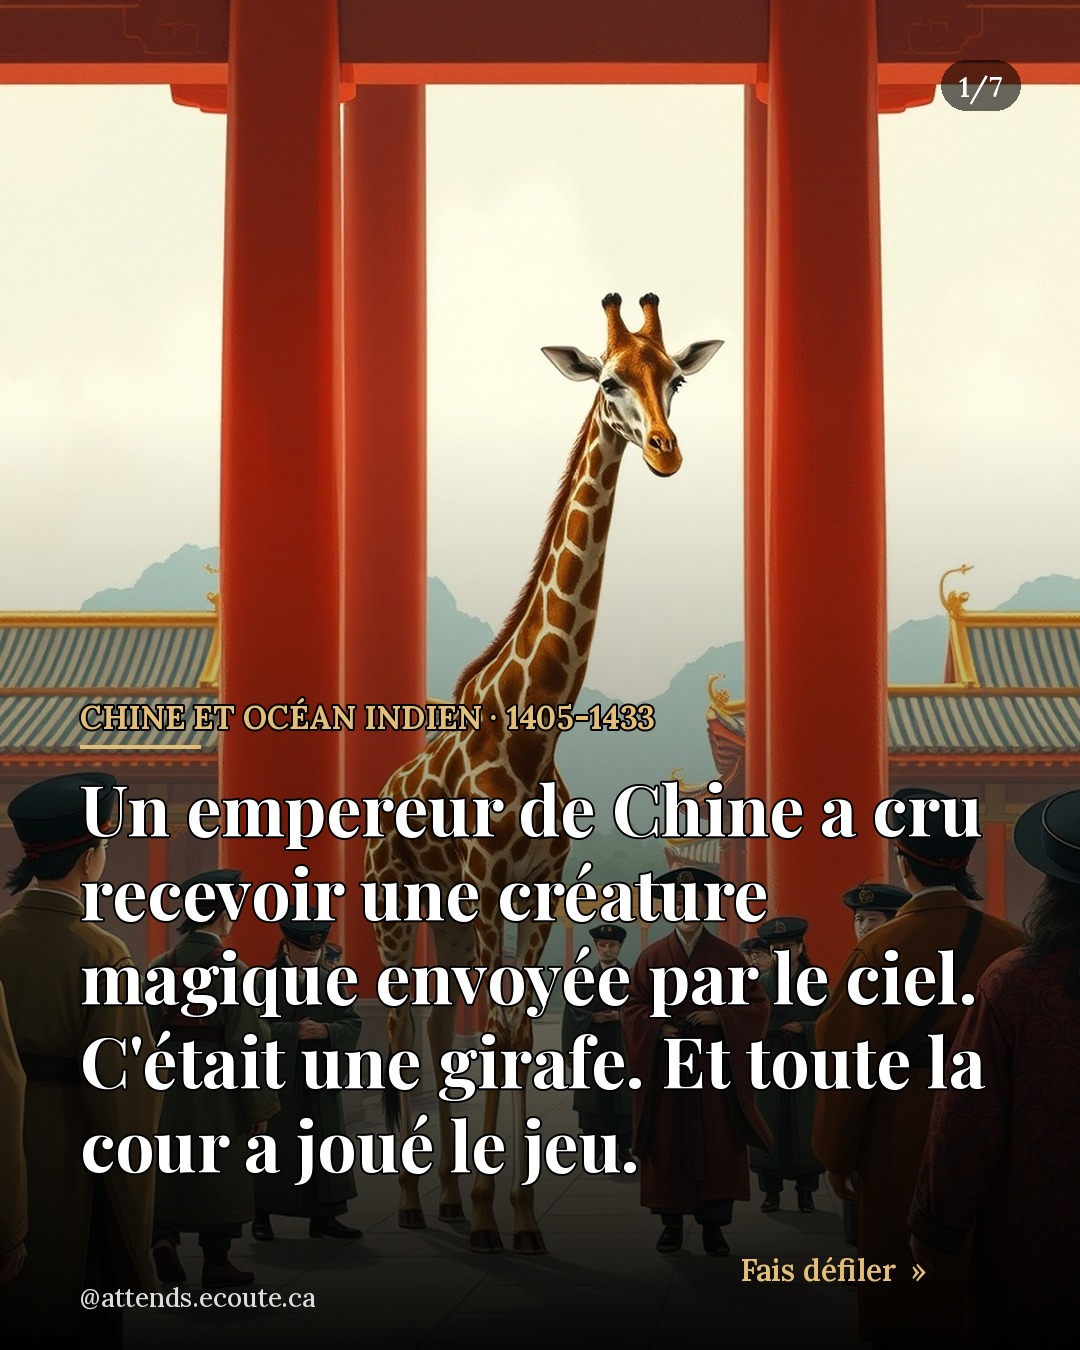 1/7
CHINE ET OCÉAN INDIEN · 1405-1433
Un empereur de Chine a cru
recevoir une créature
magique envoyée par le ciel.
C'était une girafe. Et toute la
cour a joué le jeu.
Fais défiler »
@attends.ecoute.ca